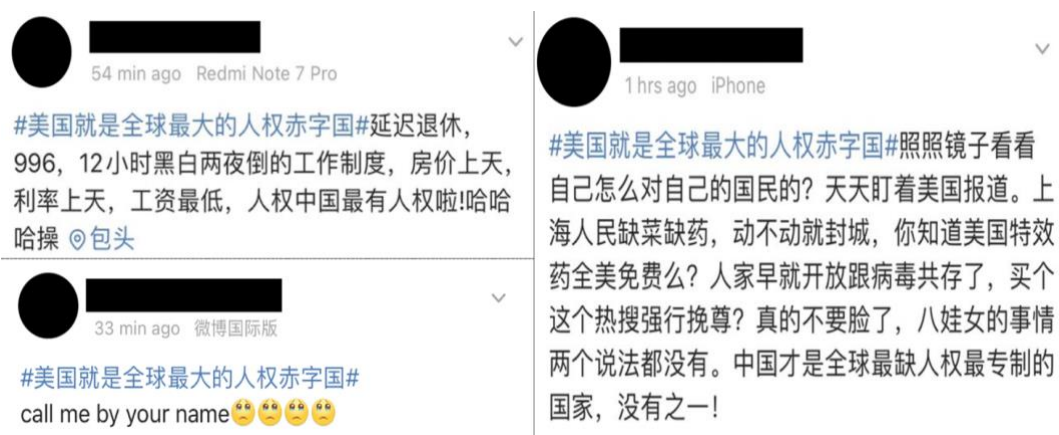 54 min ago Redmi Note 7 Pro
#美国就是全球最大的人权赤字国#延迟退休，
996，12小时黑白两夜倒的工作制度，房价上天，
利率上天，工资最低，人权中国最有人权啦!哈哈
哈操 包头
33 min ago 微博国际版
#美国就是全球最大的人权赤字国#
call me by your name🥺🥺🥺🥺
1 hrs ago iPhone
#美国就是全球最大的人权赤字国#照照镜子看看
自己怎么对自己的国民的？天天盯着美国报道。上
海人民缺菜缺药，动不动就封城，你知道美国特效
药全美免费么？人家早就开放跟病毒共存了，买个
这个热搜强行挽尊？真的不要脸了，八娃女的事情
两个说法都没有。中国才是全球最缺人权最专制的
国家，没有之一！